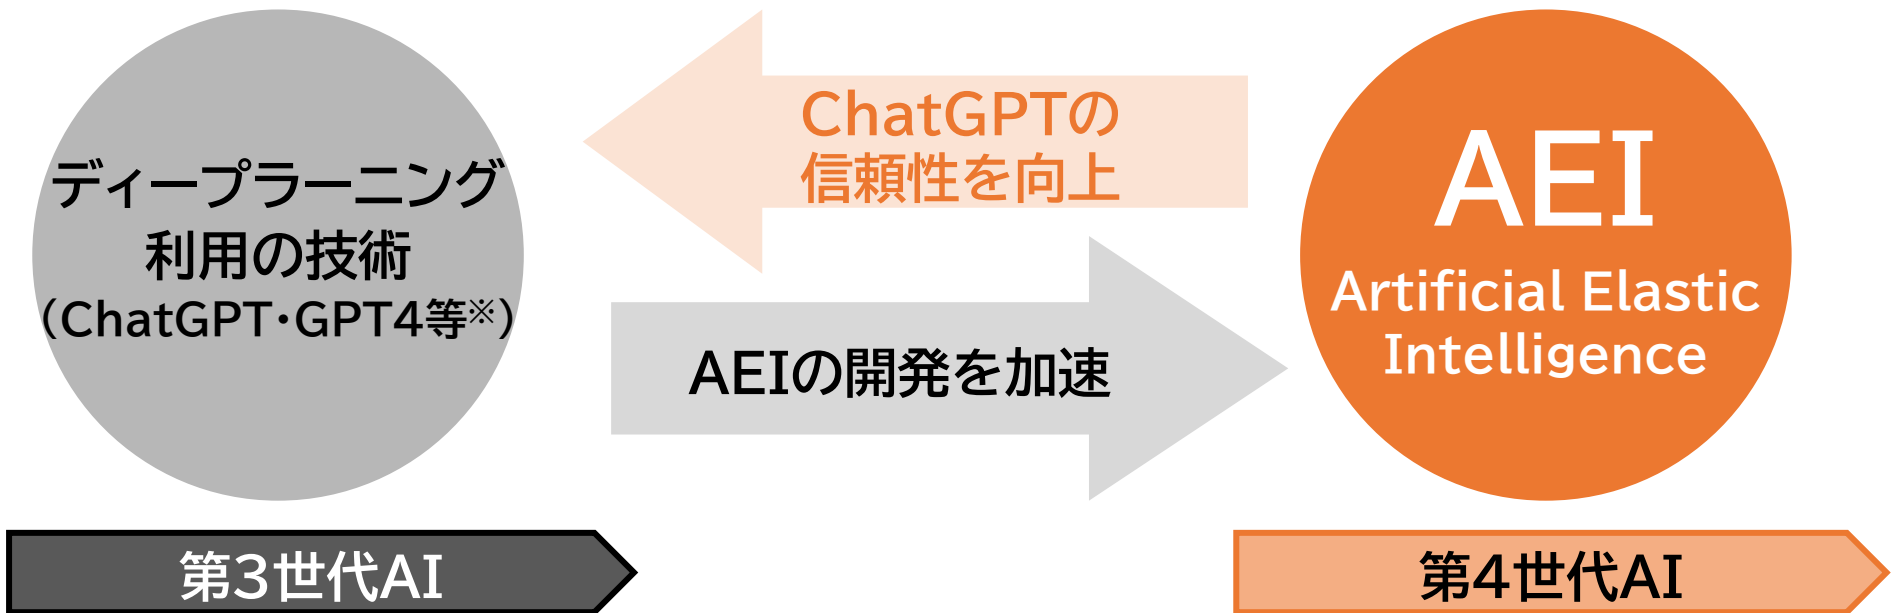 ディープラーニング
利用の技術
（ChatGPT・GPT4等※）
ChatGPTの
信頼性を向上
AEIの開発を加速
AEI
Artificial Elastic
Intelligence
第3世代AI
第4世代AI